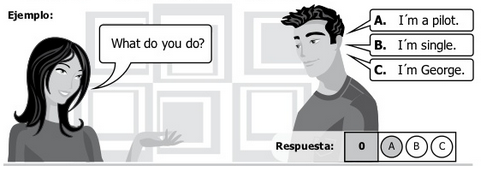 Ejemplo:
What do you do?
A. I´m a pilot.
B. I´m single.
C. I´m George.
Respuesta: 0 A B C